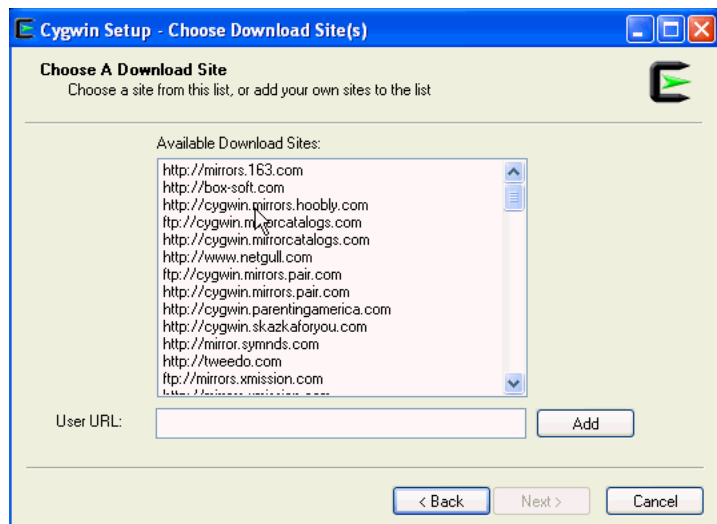 Cygwin Setup - Choose Download Site(s)
Choose A Download Site
Choose a site from this list, or add your own sites to the list
Available Download Sites:
http://mirrors.163.com
http://box-soft.com
http://cygwin.mirrors.hoobly.com
ftp://cygwin.mirrorcatalogs.com
http://cygwin.mirrorcatalogs.com
http://www.netgull.com
ftp://cygwin.mirrors.pair.com
http://cygwin.mirrors.pair.com
http://cygwin.parentingamerica.com
http://cygwin.skazkaforyou.com
http://mirror.symnds.com
http://tweedo.com
ftp://mirrors.xmission.com
User URL:
Add
< Back
Next >
Cancel